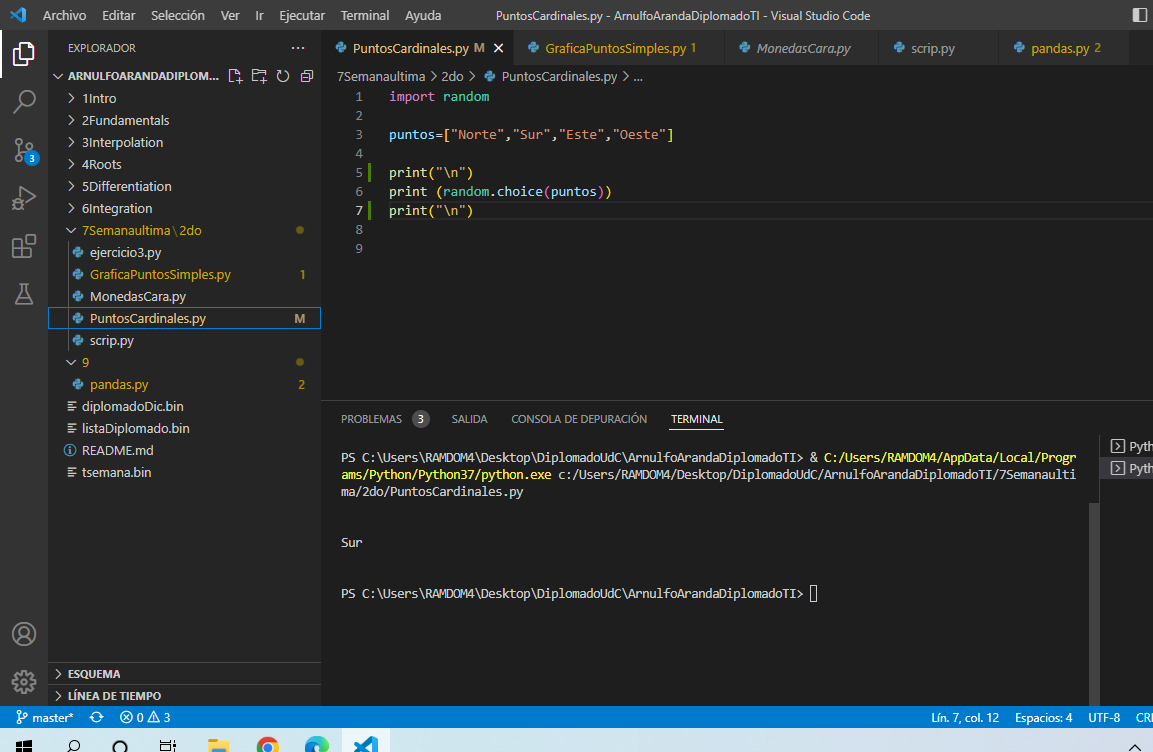 Archivo Editar Selección Ver Ir Ejecutar Terminal Ayuda PuntosCardinales.py - ArnulfoArandaDiplomadoTI - Visual Studio Code
EXPLORADOR ...
ARNULFOARANDADIPLOM...
1Intro
2Fundamentals
3Interpolation
4Roots
5Differentiation
6Integration
7Semanaultima\2do
ejercicio3.py
GraficaPuntosSimples.py 1
MonedasCara.py
PuntosCardinales.py M
scrip.py
9
pandas.py 2
diplomadoDic.bin
listaDiplomado.bin
README.md
tsemana.bin
ESQUEMA
LÍNEA DE TIEMPO
3
PuntosCardinales.py M GraficaPuntosSimples.py 1 MonedasCara.py scrip.py pandas.py 2
7Semanaultima > 2do > PuntosCardinales.py > ...
1 import random
2
3 puntos=["Norte","Sur","Este","Oeste"]
4
5 print("\n")
6 print (random.choice(puntos))
7 print("\n")
8
9
PROBLEMAS 3 SALIDA CONSOLA DE DEPURACIÓN TERMINAL
PS C:\Users\RAMDOM4\Desktop\DiplomadoUdC\ArnulfoArandaDiplomadoTI> & C:/Users/RAMDOM4/AppData/Local/Progr
ams/Python/Python37/python.exe c:/Users/RAMDOM4/Desktop/DiplomadoUdC/ArnulfoArandaDiplomadoTI/7Semanaulti
ma/2do/PuntosCardinales.py
Sur
PS C:\Users\RAMDOM4\Desktop\DiplomadoUdC\ArnulfoArandaDiplomadoTI>
Pyth
Pyth
master* 0 3 Lín. 7, col. 12 Espacios: 4 UTF-8 CR